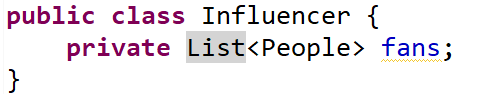 public class Influencer {
    private List<People> fans;
}